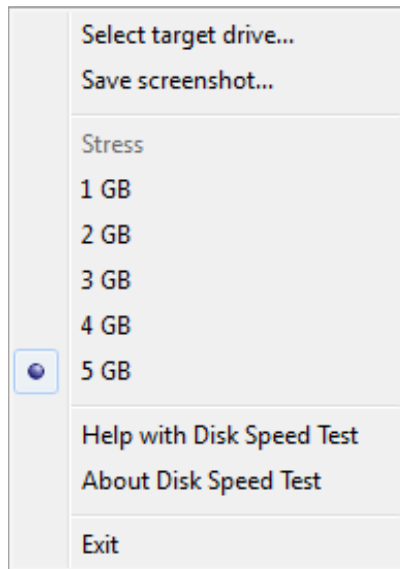 Select target drive...
Save screenshot...
Stress
1 GB
2 GB
3 GB
4 GB
5 GB
Help with Disk Speed Test
About Disk Speed Test
Exit